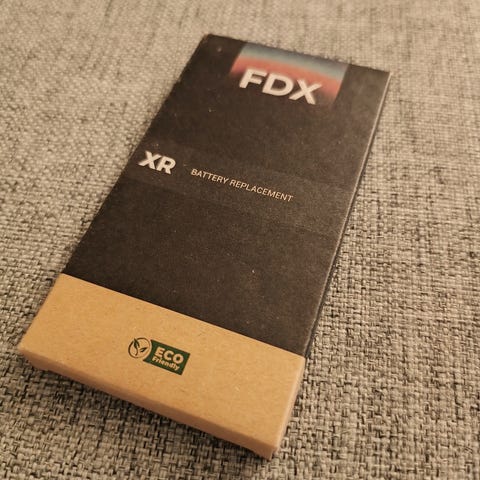 FDX
XR BATTERY REPLACEMENT
ECO
Friendly